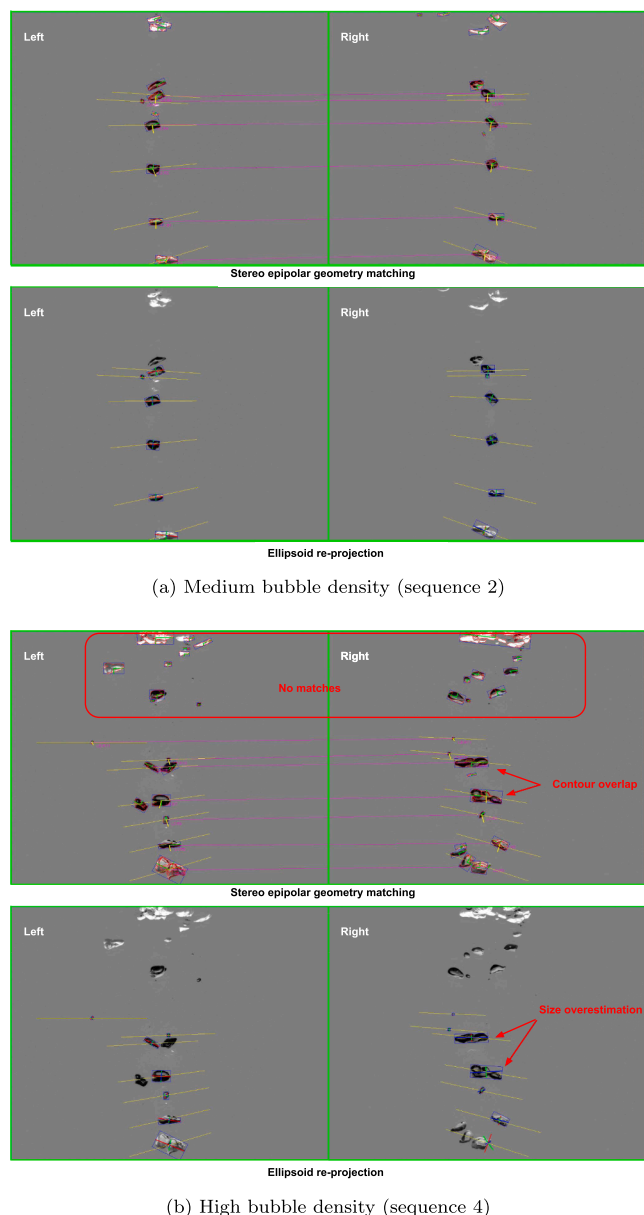 Left
Right
Stereo epipolar geometry matching
Left
Right
Ellipsoid re-projection
(a) Medium bubble density (sequence 2)
Left
Right
No matches
Contour overlap
Stereo epipolar geometry matching
Left
Right
Size overestimation
Ellipsoid re-projection
(b) High bubble density (sequence 4)